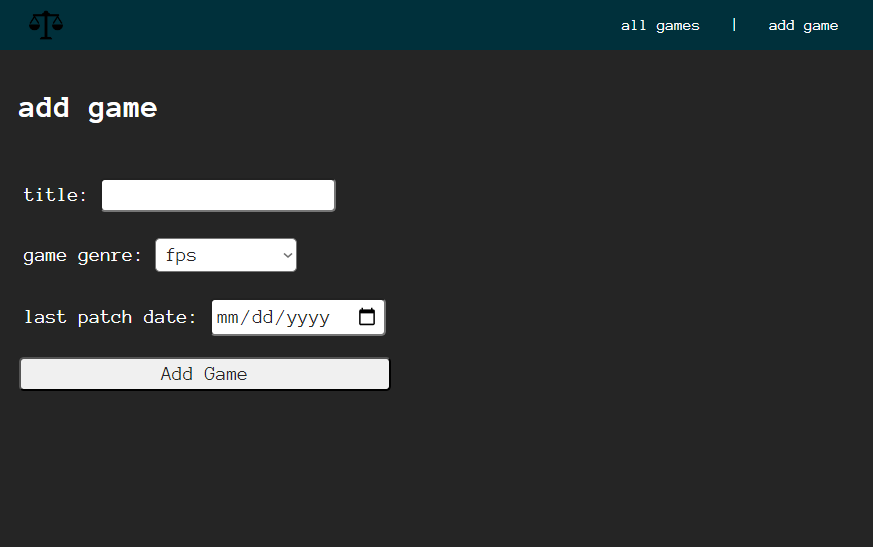 all games | add game
add game
title:
game genre: fps
last patch date: mm/dd/yyyy
Add Game